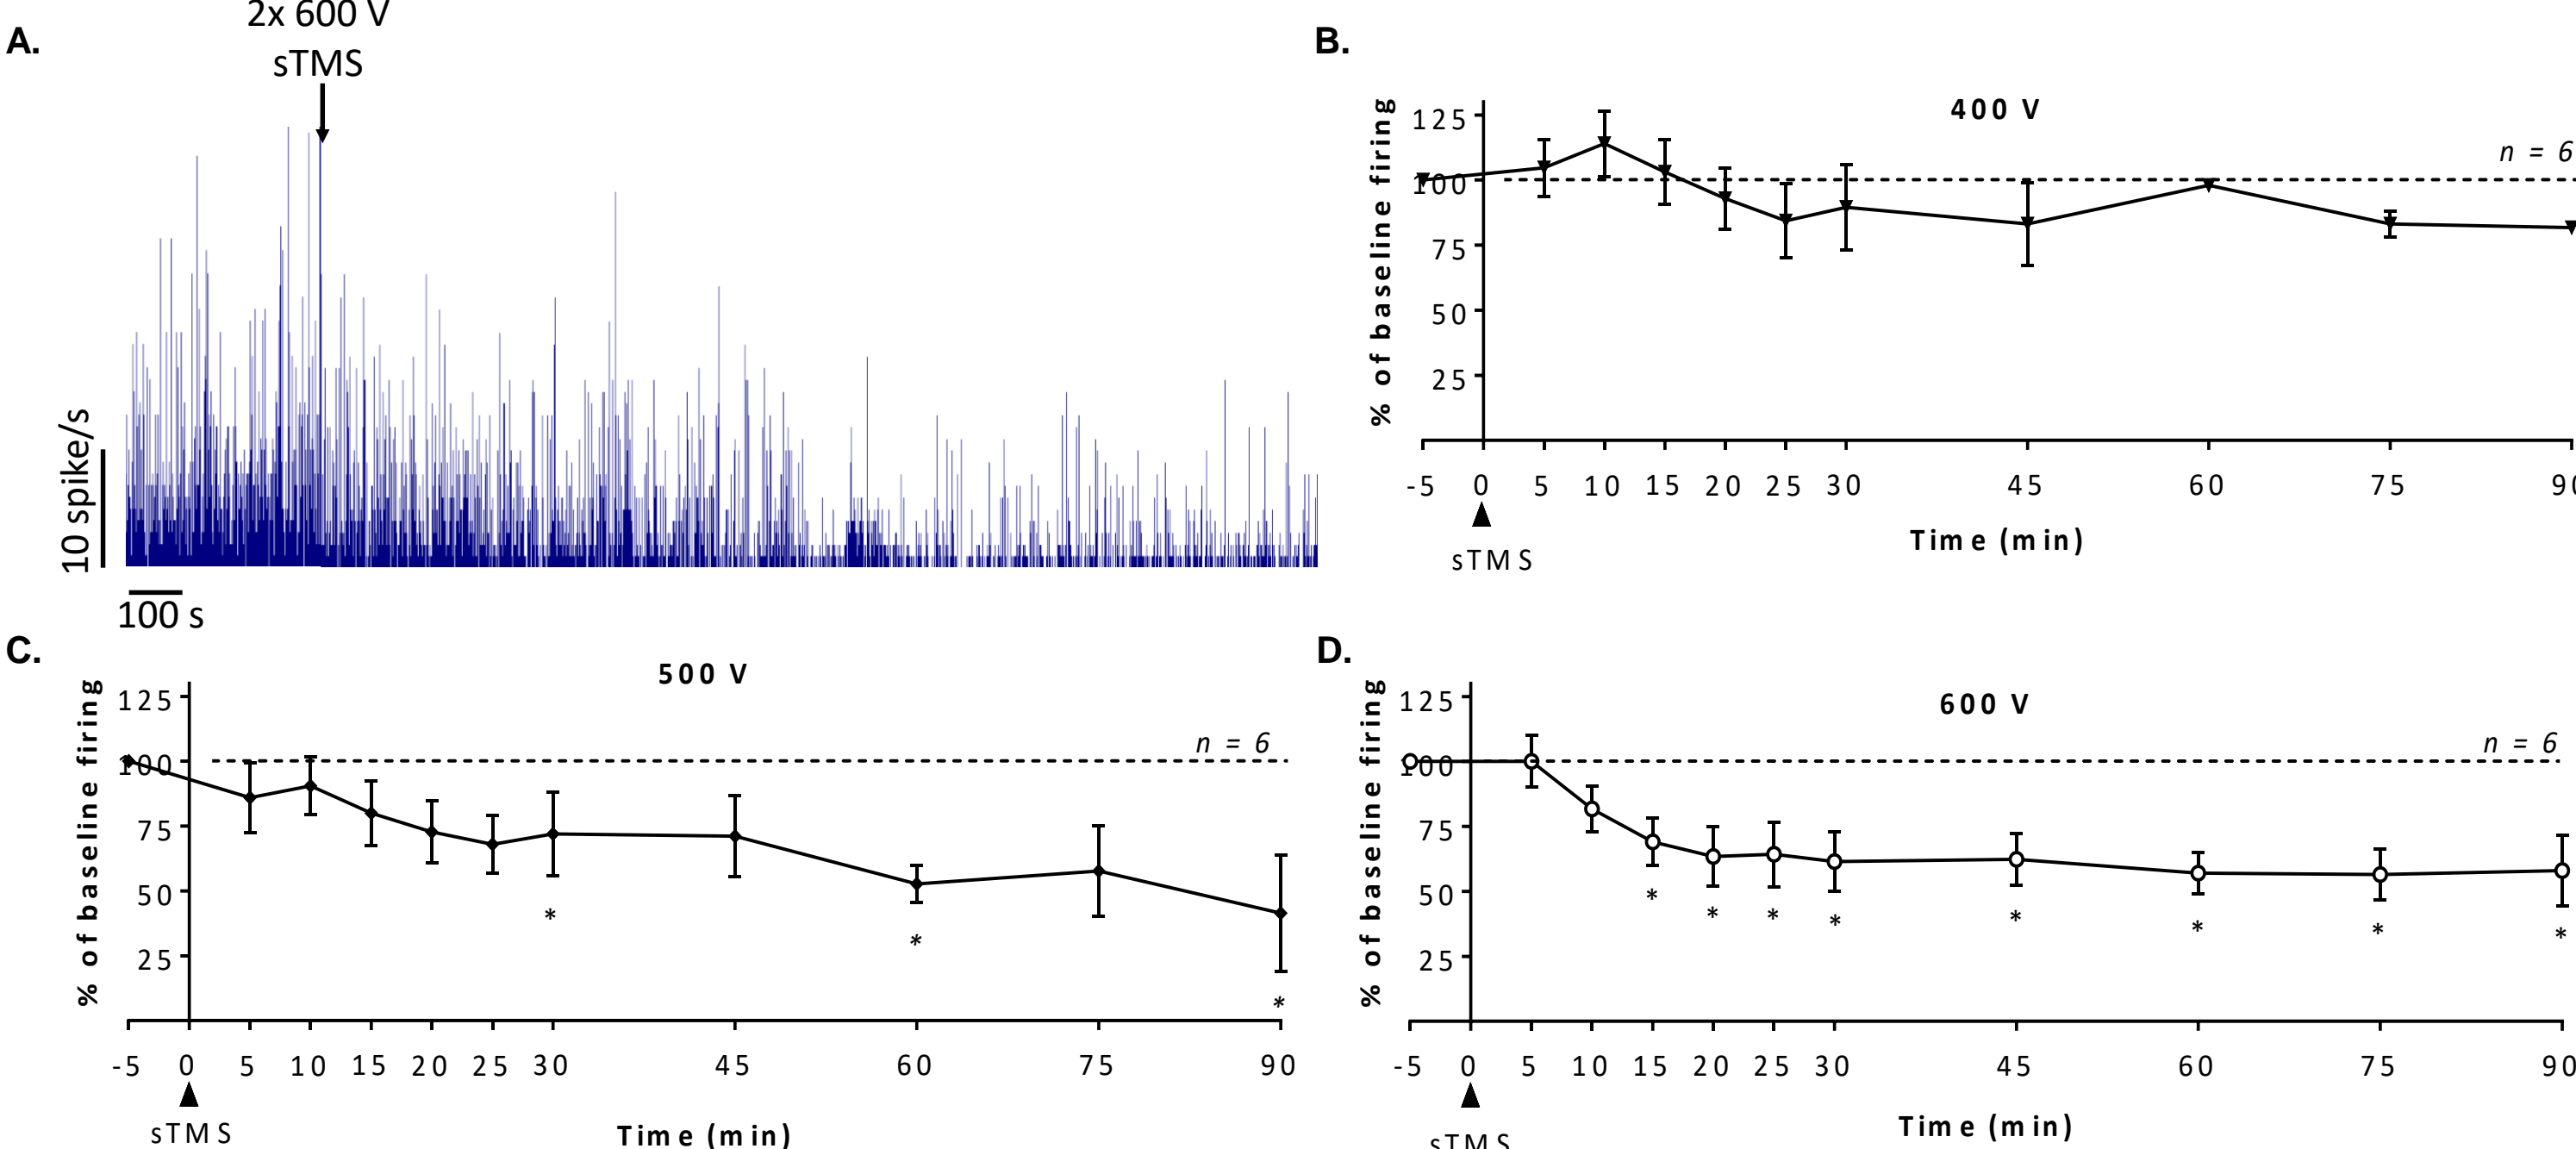 A.
2x 600 V
sTMS
10 spike/s
100 s
B.
400 V
n = 6
% of baseline firing
125
100
75
50
25
-5 0 5 10 15 20 25 30 45 60 75 90
sTMS
Time (min)
C.
500 V
n = 6
% of baseline firing
125
100
75
50
25
*
*
*
-5 0 5 10 15 20 25 30 45 60 75 90
sTMS
Time (min)
D.
600 V
n = 6
% of baseline firing
125
100
75
50
25
* * * * * * * *
-5 0 5 10 15 20 25 30 45 60 75 90
sTMS
Time (min)